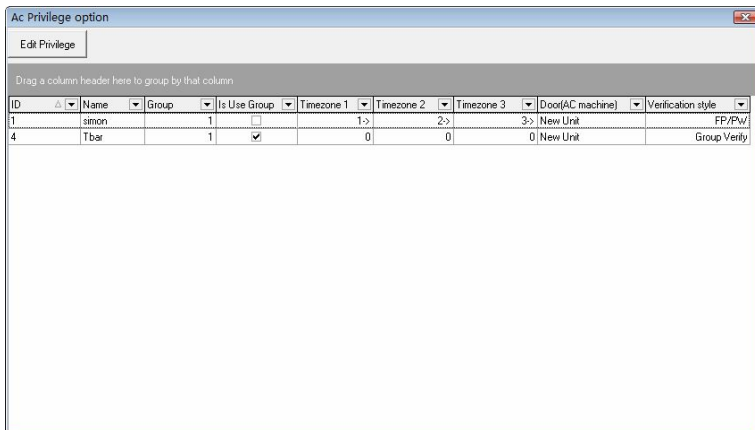 Ac Privilege option
Edit Privilege
Drag a column header here to group by that column
ID Name Group Is Use Group Timezone 1 Timezone 2 Timezone 3 Door(AC machine) Verification style
1 simon 1 1-> 2-> 3-> New Unit FP/PW
4 Tbar 1 0 0 0 New Unit Group Verify